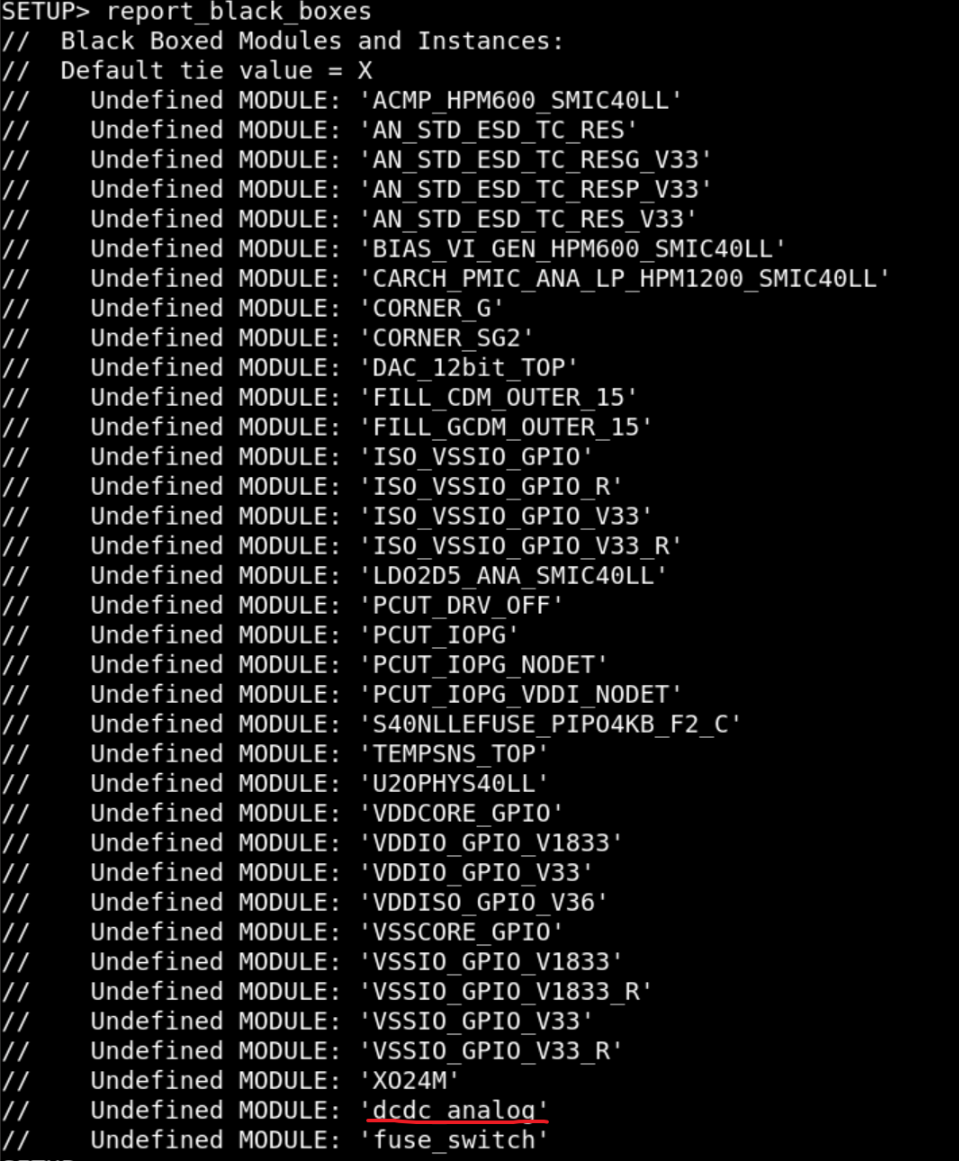 SETUP> report_black_boxes
//  Black Boxed Modules and Instances:
//  Default tie value = X
//    Undefined MODULE: 'ACMP_HPM600_SMIC40LL'
//    Undefined MODULE: 'AN_STD_ESD_TC_RES'
//    Undefined MODULE: 'AN_STD_ESD_TC_RESG_V33'
//    Undefined MODULE: 'AN_STD_ESD_TC_RESP_V33'
//    Undefined MODULE: 'AN_STD_ESD_TC_RES_V33'
//    Undefined MODULE: 'BIAS_VI_GEN_HPM600_SMIC40LL'
//    Undefined MODULE: 'CARCH_PMIC_ANA_LP_HPM1200_SMIC40LL'
//    Undefined MODULE: 'CORNER_G'
//    Undefined MODULE: 'CORNER_SG2'
//    Undefined MODULE: 'DAC_12bit_TOP'
//    Undefined MODULE: 'FILL_CDM_OUTER_15'
//    Undefined MODULE: 'FILL_GCDM_OUTER_15'
//    Undefined MODULE: 'ISO_VSSIO_GPIO'
//    Undefined MODULE: 'ISO_VSSIO_GPIO_R'
//    Undefined MODULE: 'ISO_VSSIO_GPIO_V33'
//    Undefined MODULE: 'ISO_VSSIO_GPIO_V33_R'
//    Undefined MODULE: 'LDO2D5_ANA_SMIC40LL'
//    Undefined MODULE: 'PCUT_DRV_OFF'
//    Undefined MODULE: 'PCUT_IOPG'
//    Undefined MODULE: 'PCUT_IOPG_NODET'
//    Undefined MODULE: 'PCUT_IOPG_VDDI_NODET'
//    Undefined MODULE: 'S40NLLEFUSE_PIPO4KB_F2_C'
//    Undefined MODULE: 'TEMPSNS_TOP'
//    Undefined MODULE: 'U2OPHYS40LL'
//    Undefined MODULE: 'VDDCORE_GPIO'
//    Undefined MODULE: 'VDDIO_GPIO_V1833'
//    Undefined MODULE: 'VDDIO_GPIO_V33'
//    Undefined MODULE: 'VDDISO_GPIO_V36'
//    Undefined MODULE: 'VSSCORE_GPIO'
//    Undefined MODULE: 'VSSIO_GPIO_V1833'
//    Undefined MODULE: 'VSSIO_GPIO_V1833_R'
//    Undefined MODULE: 'VSSIO_GPIO_V33'
//    Undefined MODULE: 'VSSIO_GPIO_V33_R'
//    Undefined MODULE: 'XO24M'
//    Undefined MODULE: 'dcdc_analog'
//    Undefined MODULE: 'fuse_switch'